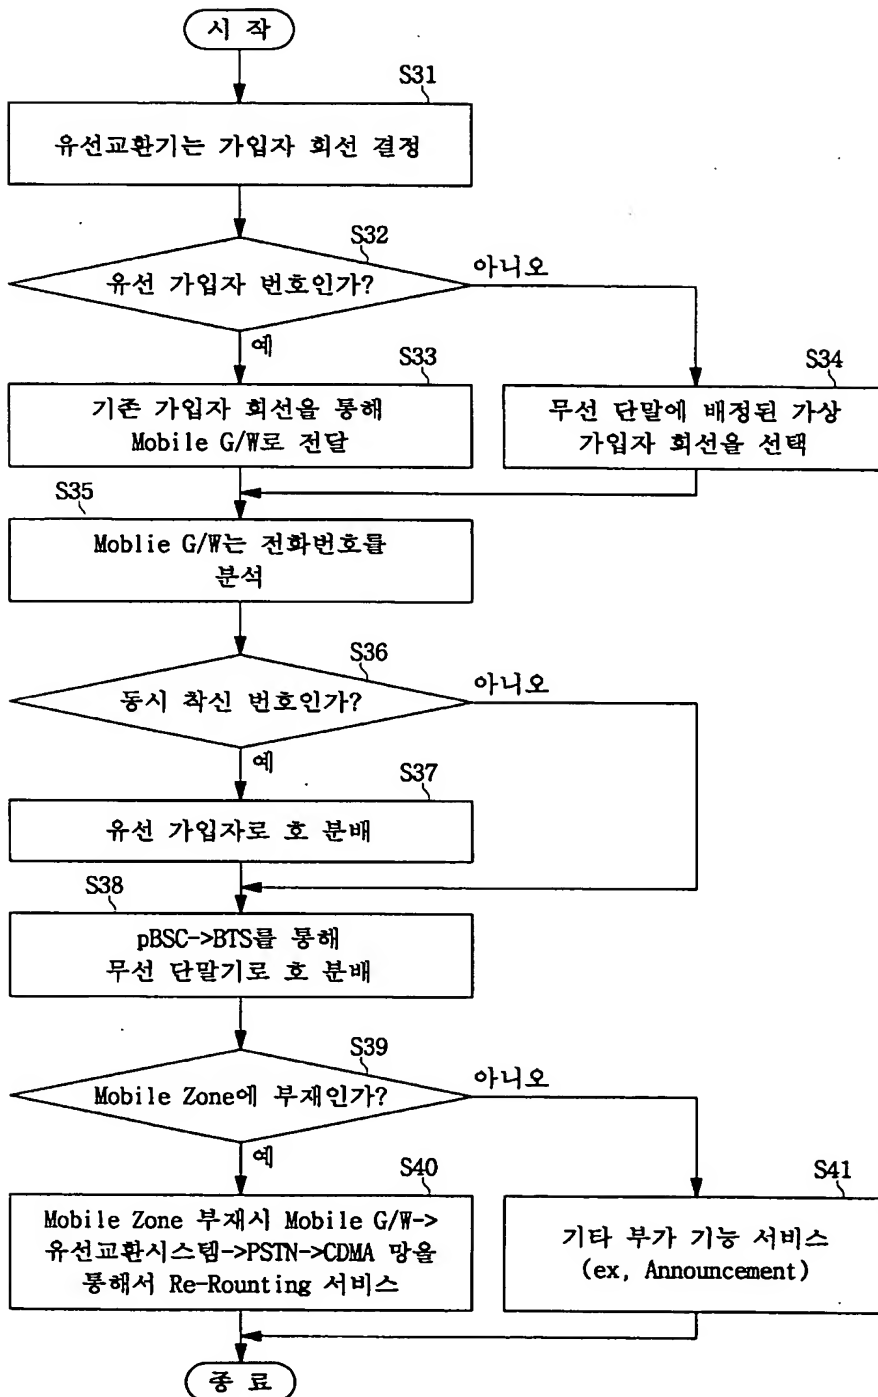 시 작
S31
유선교환기는 가입자 회선 결정
S32
유선 가입자 번호인가?
아니오
예
S33
기존 가입자 회선을 통해
Mobile G/W로 전달
S34
무선 단말에 배정된 가상
가입자 회선을 선택
S35
Moblie G/W는 전화번호를
분석
S36
동시 착신 번호인가?
아니오
예
S37
유선 가입자로 호 분배
S38
pBSC->BTS를 통해
무선 단말기로 호 분배
S39
Mobile Zone에 부재인가?
아니오
예
S40
Mobile Zone 부재시 Mobile G/W->
유선교환시스템->PSTN->CDMA 망을
통해서 Re-Rounting 서비스
S41
기타 부가 기능 서비스
(ex, Announcement)
종 료